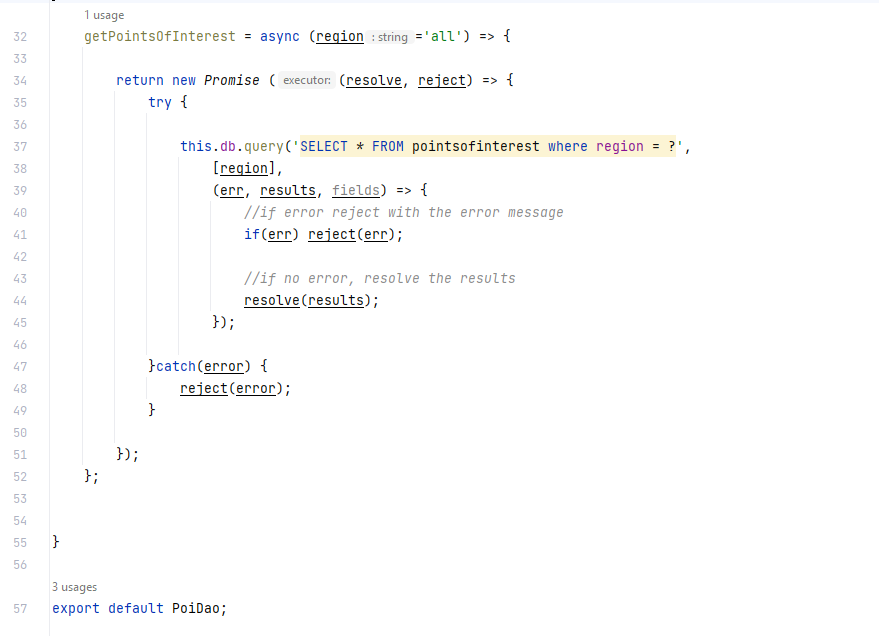 1 usage
32 getPointsOfInterest = async (region : string ='all') => {
33
34 return new Promise ( executor: (resolve, reject) => {
35 try {
36
37 this.db.query('SELECT * FROM pointsofinterest where region = ?',
38 [region],
39 (err, results, fields) => {
40 //if error reject with the error message
41 if(err) reject(err);
42
43 //if no error, resolve the results
44 resolve(results);
45 });
46
47 }catch(error) {
48 reject(error);
49 }
50
51 });
52 };
53
54
55 }
56
3 usages
57 export default PoiDao;